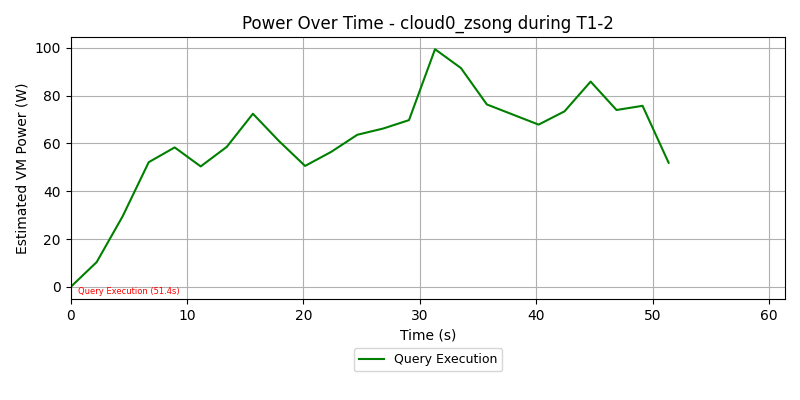 Power Over Time - cloud0_zsong during T1-2
Estimated VM Power (W)
100
80
60
40
20
0
Query Execution (51.4s)
0 10 20 30 40 50 60
Time (s)
Query Execution